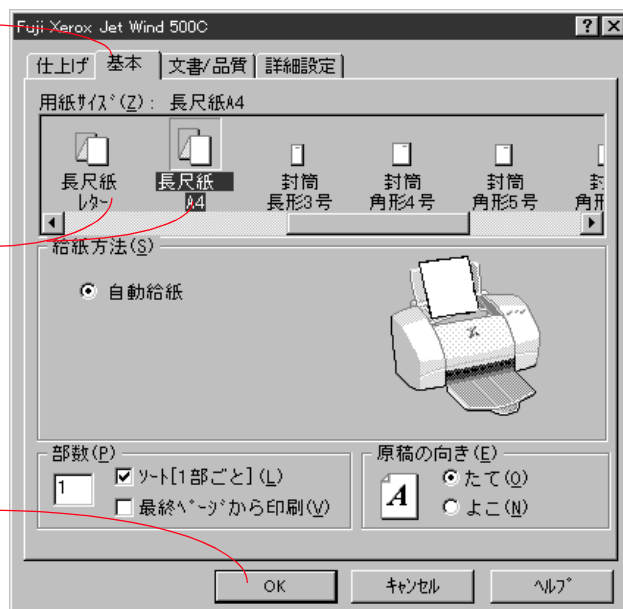 Fuji Xerox Jet Wind 500C
仕上げ 基本 文書/品質 詳細設定
用紙ｻｲｽﾞ(Z): 長尺紙A4
長尺紙 長尺紙 封筒 封筒 封筒
ﾚﾀｰ A4 長形3号 角形4号 角形5号 角形
給紙方法(S)
自動給紙
部数(P) 原稿の向き(E)
1 ｿｰﾄ[1部ごと](L) A たて(O)
最終ﾍﾟｰｼﾞから印刷(V) よこ(N)
OK ｷｬﾝｾﾙ ﾍﾙﾌﾟ